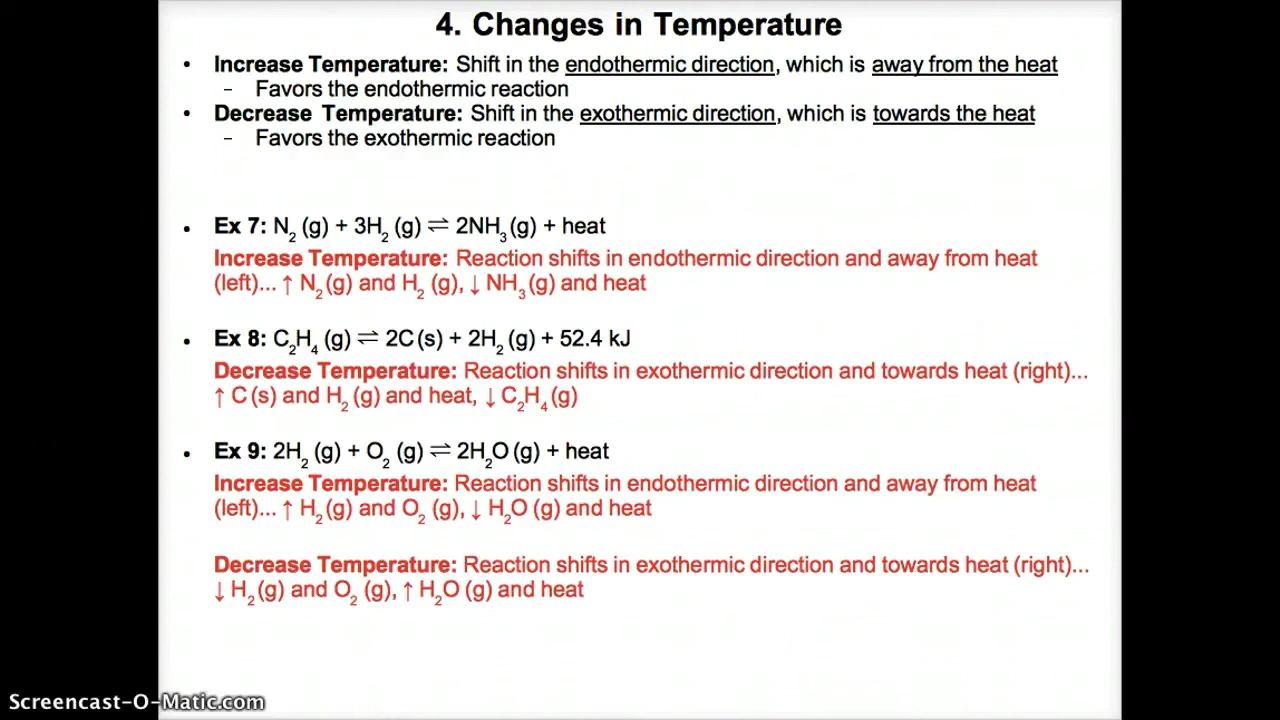 4. Changes in Temperature
• Increase Temperature: Shift in the endothermic direction, which is away from the heat
– Favors the endothermic reaction
• Decrease Temperature: Shift in the exothermic direction, which is towards the heat
– Favors the exothermic reaction
• Ex 7: N₂ (g) + 3H₂ (g) ⇌ 2NH₃ (g) + heat
Increase Temperature: Reaction shifts in endothermic direction and away from heat
(left)... ↑ N₂ (g) and H₂ (g), ↓ NH₃ (g) and heat
• Ex 8: C₂H₄ (g) ⇌ 2C (s) + 2H₂ (g) + 52.4 kJ
Decrease Temperature: Reaction shifts in exothermic direction and towards heat (right)...
↑ C (s) and H₂ (g) and heat, ↓ C₂H₄ (g)
• Ex 9: 2H₂ (g) + O₂ (g) ⇌ 2H₂O (g) + heat
Increase Temperature: Reaction shifts in endothermic direction and away from heat
(left)... ↑ H₂ (g) and O₂ (g), ↓ H₂O (g) and heat
Decrease Temperature: Reaction shifts in exothermic direction and towards heat (right)...
↓ H₂ (g) and O₂ (g), ↑ H₂O (g) and heat
Screencast-O-Matic.com